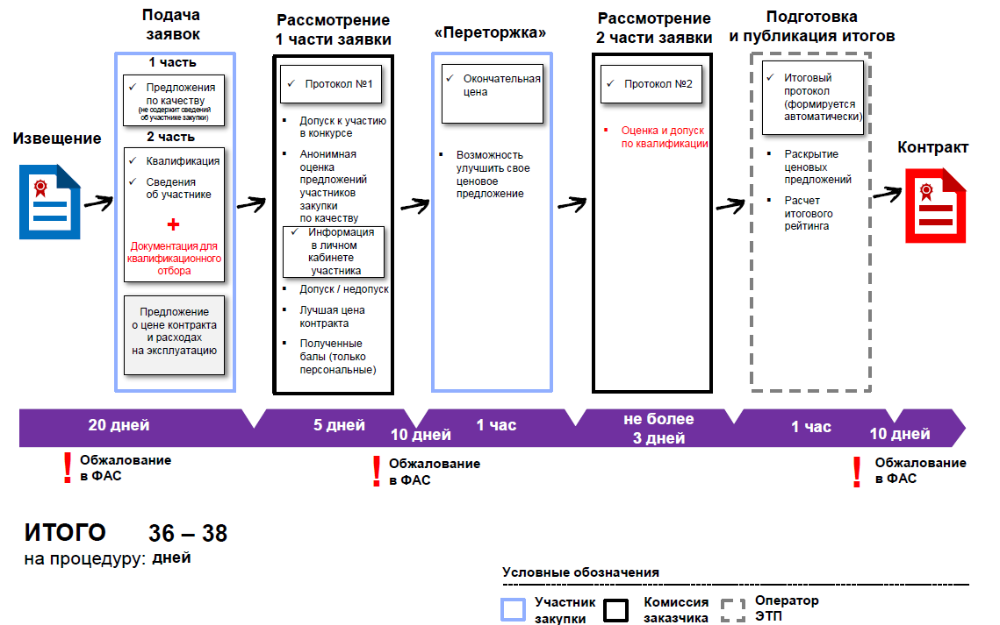 Извещение
Подача
заявок
1 часть
✓ Предложения
по качеству
(не содержит сведений
об участнике закупки)
2 часть
✓ Квалификация
✓ Сведения
об участнике
+
Документация для
квалификационного
отбора
Предложение
о цене контракта
и расходах
на эксплуатацию
Рассмотрение
1 части заявки
✓ Протокол №1
▪ Допуск к участию
в конкурсе
▪ Анонимная
оценка
предложений
участников
закупки
по качеству
✓ Информация
в личном
кабинете
участника
▪ Допуск / недопуск
▪ Лучшая цена
контракта
▪ Полученные
балы (только
персональные)
«Переторжка»
✓ Окончательная
цена
▪ Возможность
улучшить свое
ценовое
предложение
Рассмотрение
2 части заявки
✓ Протокол №2
▪ Оценка и допуск
по квалификации
Подготовка
и публикация итогов
✓ Итоговый
протокол
(формируется
автоматически)
▪ Раскрытие
ценовых
предложений
▪ Расчет
итогового
рейтинга
Контракт
20 дней
5 дней
10 дней
1 час
не более
3 дней
1 час
10 дней
! Обжалование
в ФАС
! Обжалование
в ФАС
! Обжалование
в ФАС
ИТОГО 36 – 38
на процедуру: дней
Условные обозначения
Участник
закупки
Комиссия
заказчика
Оператор
ЭТП